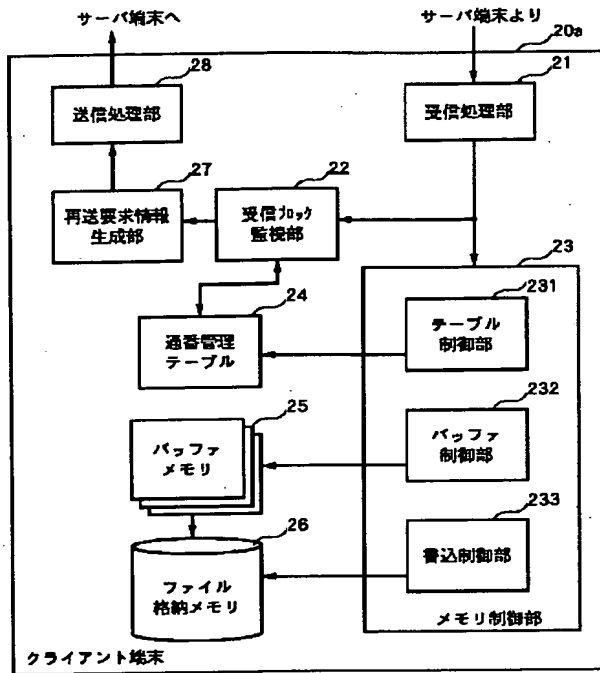 サーバ端末へ
サーバ端末より
20a
28
送信処理部
21
受信処理部
27
再送要求情報
生成部
22
受信ブロック
監視部
23
24
通番管理
テーブル
231
テーブル
制御部
25
バッファ
メモリ
232
バッファ
制御部
26
ファイル
格納メモリ
233
書込制御部
メモリ制御部
クライアント端末